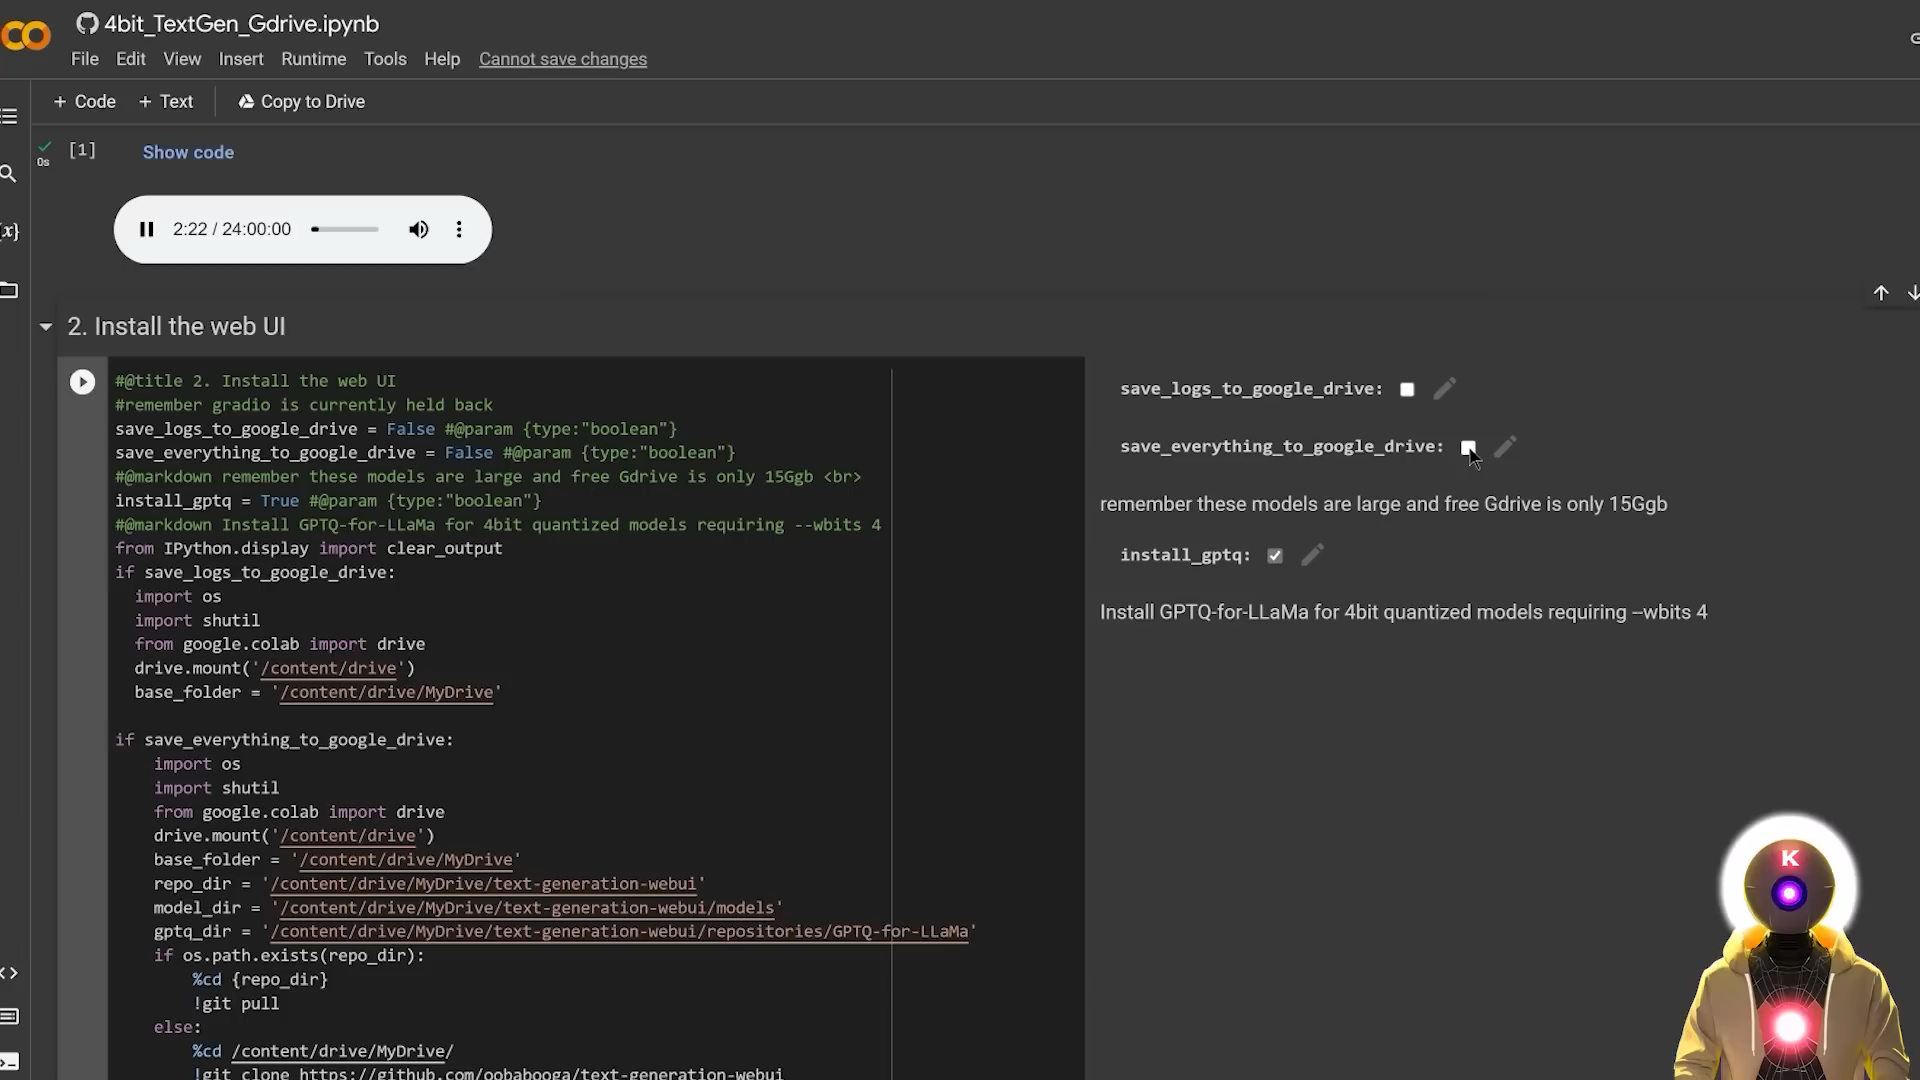 4bit_TextGen_Gdrive.ipynb
File Edit View Insert Runtime Tools Help Cannot save changes
+ Code + Text Copy to Drive
[1] Show code
0s
2:22 / 24:00:00
{x}
2. Install the web UI
#@title 2. Install the web UI
#remember gradio is currently held back
save_logs_to_google_drive = False #@param {type:"boolean"}
save_everything_to_google_drive = False #@param {type:"boolean"}
#@markdown remember these models are large and free Gdrive is only 15Ggb <br>
install_gptq = True #@param {type:"boolean"}
#@markdown Install GPTQ-for-LLaMa for 4bit quantized models requiring --wbits 4
from IPython.display import clear_output
if save_logs_to_google_drive:
import os
import shutil
from google.colab import drive
drive.mount('/content/drive')
base_folder = '/content/drive/MyDrive'
if save_everything_to_google_drive:
import os
import shutil
from google.colab import drive
drive.mount('/content/drive')
base_folder = '/content/drive/MyDrive'
repo_dir = '/content/drive/MyDrive/text-generation-webui'
model_dir = '/content/drive/MyDrive/text-generation-webui/models'
gptq_dir = '/content/drive/MyDrive/text-generation-webui/repositories/GPTQ-for-LLaMa'
if os.path.exists(repo_dir):
%cd {repo_dir}
!git pull
else:
%cd /content/drive/MyDrive/
!git clone https://github.com/oobabooga/text-generation-webui
save_logs_to_google_drive:
save_everything_to_google_drive:
remember these models are large and free Gdrive is only 15Ggb
install_gptq:
Install GPTQ-for-LLaMa for 4bit quantized models requiring –wbits 4
K